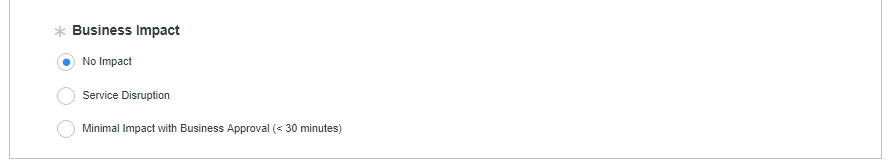 * Business Impact
No Impact
Service Disruption
Minimal Impact with Business Approval (< 30 minutes)